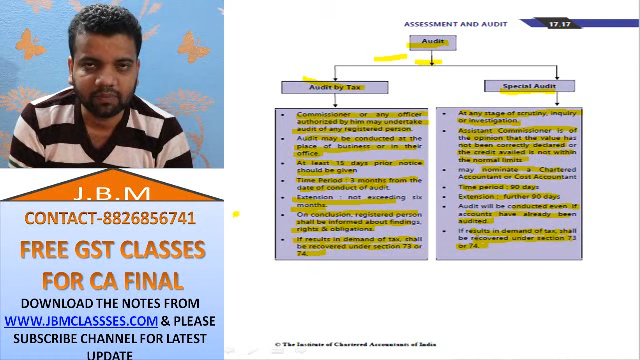 ASSESSMENT AND AUDIT 17.17
Audit
Audit by Tax
Special Audit
• Commissioner or any officer
authorized by him may undertake
audit of any registered person.
• Audit may be conducted at the
place of business or in their
office.
• At least 15 days prior notice
should be given
• Time Period : 3 months from the
date of conduct of audit.
• Extension : not exceeding six
months.
• On conclusion, registered person
shall be informed about findings,
rights & obligations.
• If results in demand of tax, shall
be recovered under section 73 or
74.
• At any stage of scrutiny, inquiry
or investigation.
• Assistant Commissioner is of
the opinion that the value has
not been correctly declared or
the credit availed is not within
the normal limits
• may nominate a Chartered
Accountant or Cost Accountant
• Time period : 90 days
• Extension : further 90 days
• Audit will be conducted even if
accounts have already been
audited.
• If results in demand of tax, shall
be recovered under section 73
or 74.
© The Institute of Chartered Accountants of India
J.B.M
CONTACT-8826856741
FREE GST CLASSES
FOR CA FINAL
DOWNLOAD THE NOTES FROM
WWW.JBMCLASSSES.COM & PLEASE
SUBSCRIBE CHANNEL FOR LATEST
UPDATE